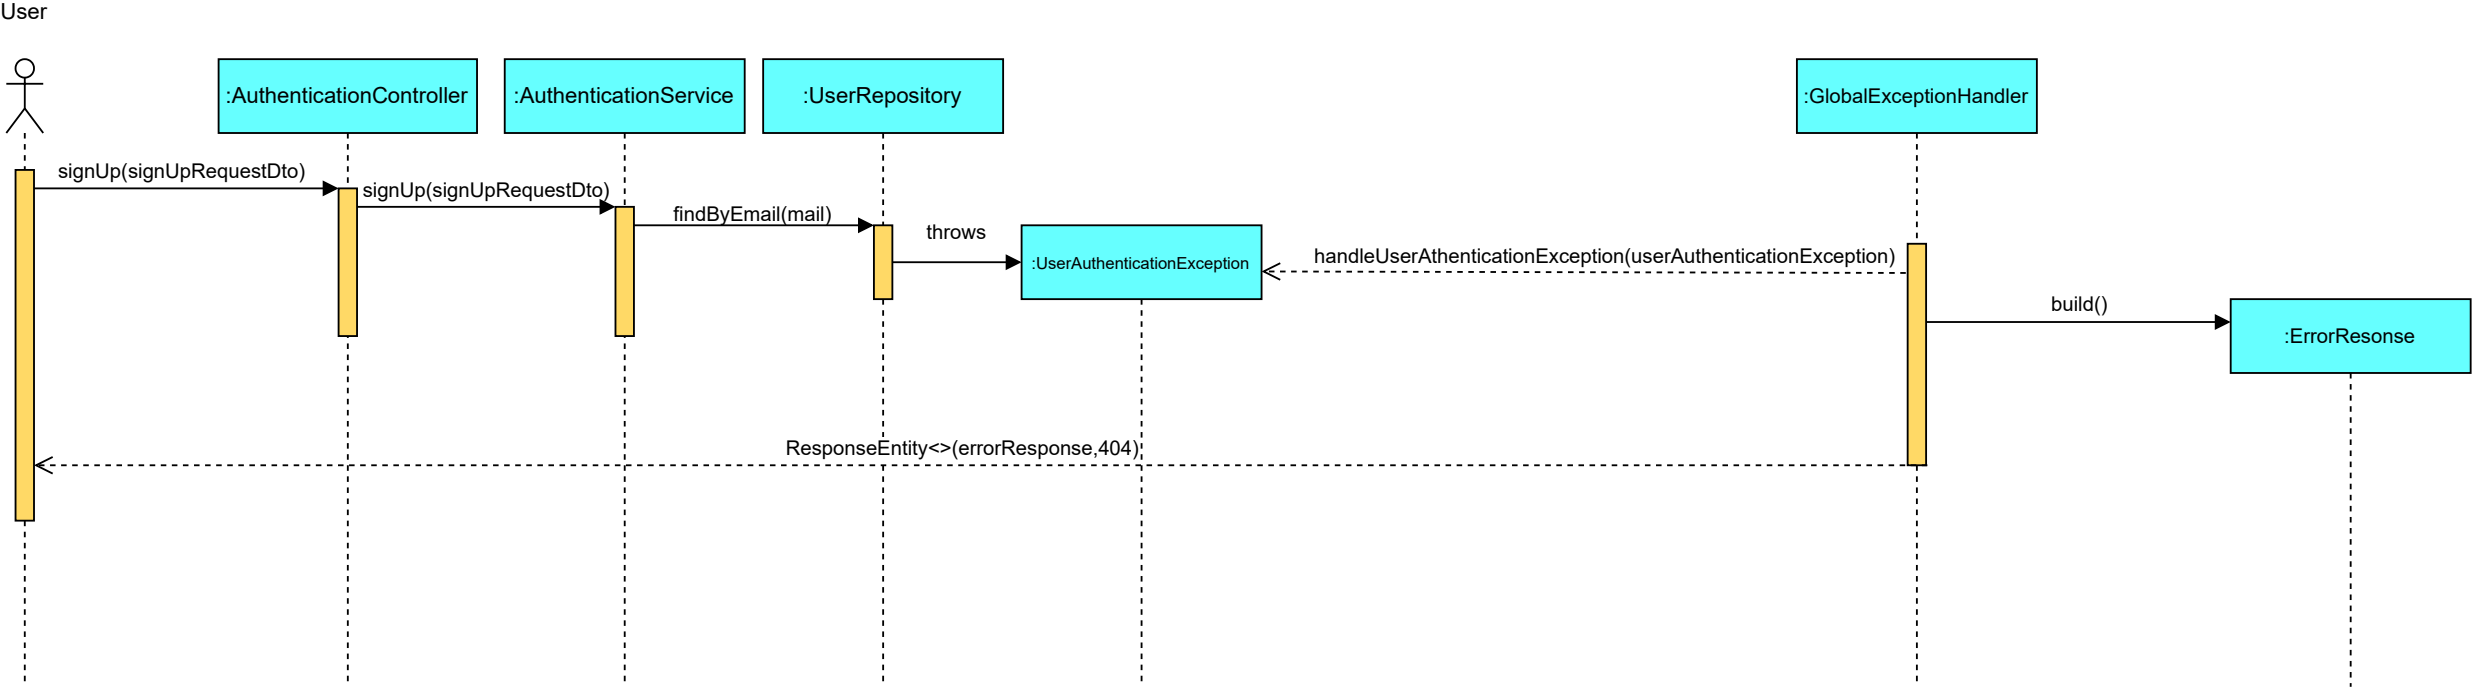 User
:AuthenticationController
:AuthenticationService
:UserRepository
:GlobalExceptionHandler
signUp(signUpRequestDto)
signUp(signUpRequestDto)
findByEmail(mail)
throws
:UserAuthenticationException
handleUserAthenticationException(userAuthenticationException)
build()
:ErrorResonse
ResponseEntity<>(errorResponse,404)